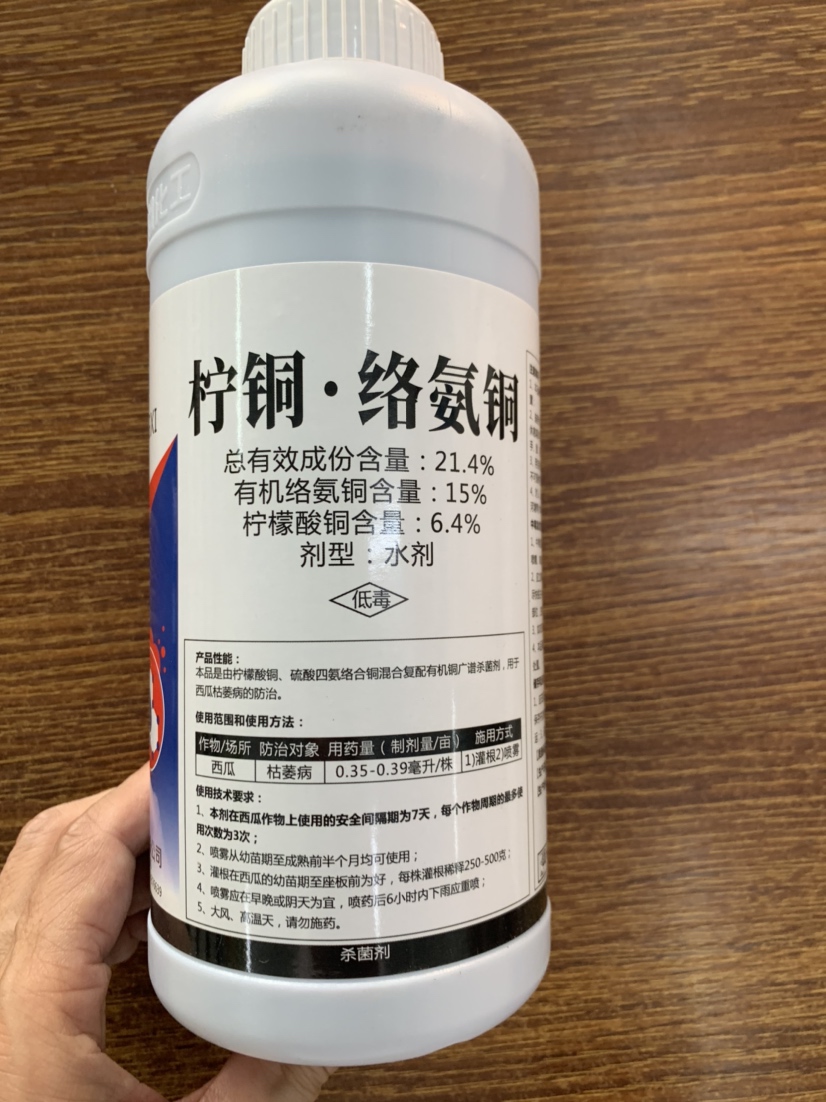 化工
柠铜·络氨铜
总有效成份含量：21.4%
有机络氨铜含量：15%
柠檬酸铜含量：6.4%
剂型：水剂
低毒
产品性能：
本品是由柠檬酸铜、硫酸四氨络合铜混合复配有机铜广谱杀菌剂，用于
西瓜枯萎病的防治。
使用范围和使用方法：
作物/场所 防治对象 用药量（制剂量/亩） 施用方式
西瓜 枯萎病 0.35-0.39毫升/株 1)灌根2)喷雾
使用技术要求：
1、本剂在西瓜作物上使用的安全间隔期为7天，每个作物周期的最多使
用次数为3次；
2、喷雾从幼苗期至成熟前半个月均可使用；
3、灌根在西瓜的幼苗期至座板前为好，每株灌根稀释250-500克；
4、喷雾应在早晚或阴天为宜，喷药后6小时内下雨应重喷；
5、大风、高温天，请勿施药。
杀菌剂
公司